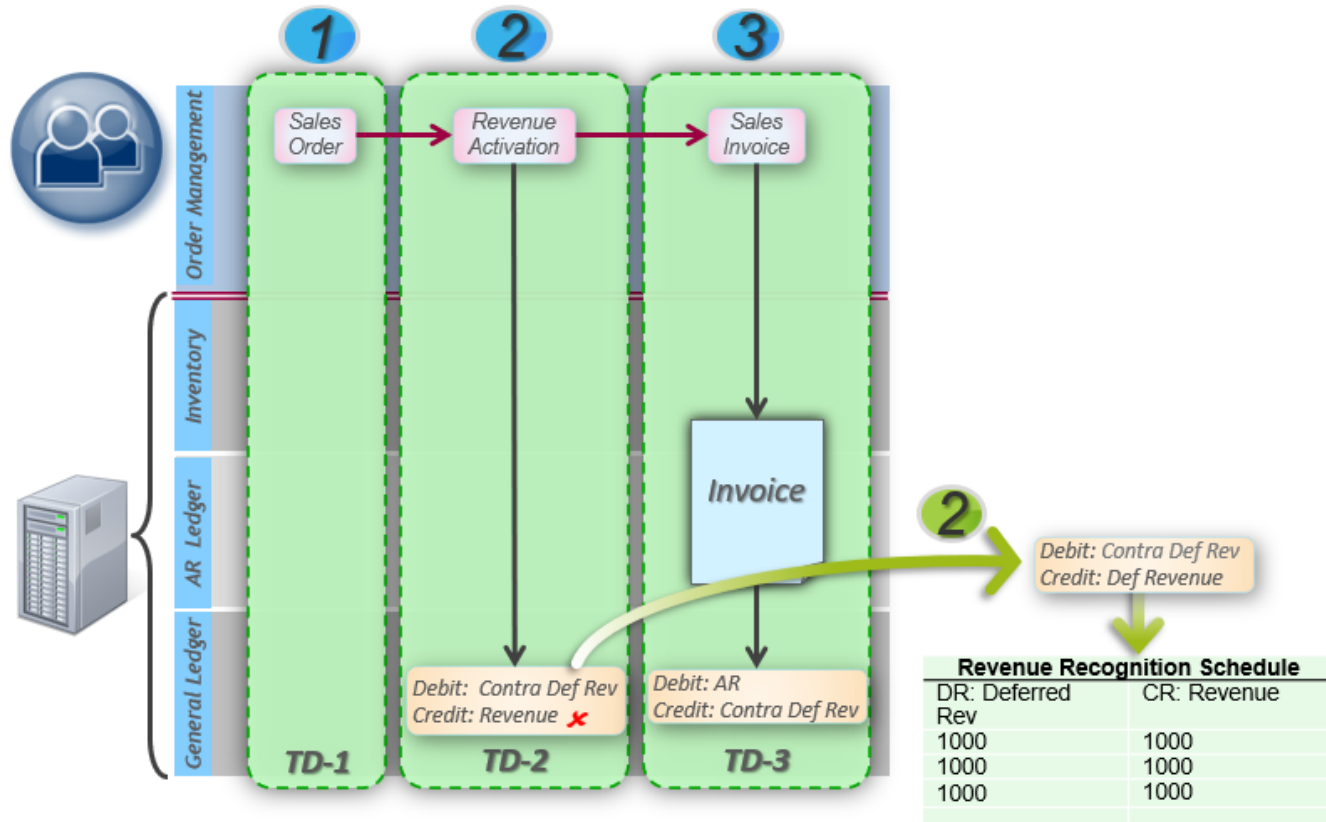 1
2
3
Order Management
Sales
Order
Revenue
Activation
Sales
Invoice
Inventory
AR Ledger
Invoice
2
Debit: Contra Def Rev
Credit: Def Revenue
General Ledger
Debit: Contra Def Rev
Credit: Revenue ✘
Debit: AR
Credit: Contra Def Rev
TD-1
TD-2
TD-3
Revenue Recognition Schedule
DR: Deferred
Rev
CR: Revenue
1000 1000
1000 1000
1000 1000